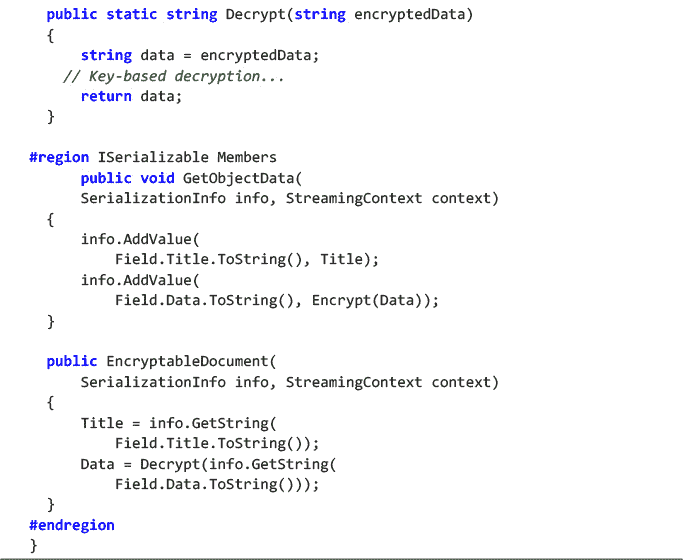 public static string Decrypt(string encryptedData)
{
string data = encryptedData;
// Key-based decryption...
return data;
}
#region ISerializable Members
public void GetObjectData(
SerializationInfo info, StreamingContext context)
{
info.AddValue(
Field.Title.ToString(), Title);
info.AddValue(
Field.Data.ToString(), Encrypt(Data));
}
public EncryptableDocument(
SerializationInfo info, StreamingContext context)
{
Title = info.GetString(
Field.Title.ToString());
Data = Decrypt(info.GetString(
Field.Data.ToString()));
}
#endregion
}